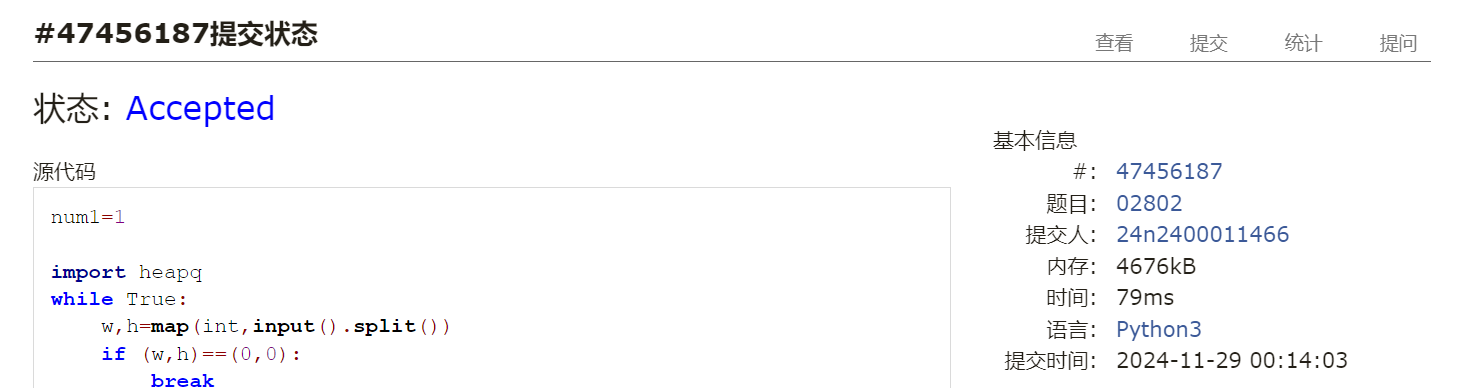 #47456187提交状态
查看 提交 统计 提问
状态: Accepted
源代码
num1=1
import heapq
while True:
    w,h=map(int,input().split())
    if (w,h)==(0,0):
        break
基本信息
#: 47456187
题目: 02802
提交人: 24n2400011466
内存: 4676kB
时间: 79ms
语言: Python3
提交时间: 2024-11-29 00:14:03